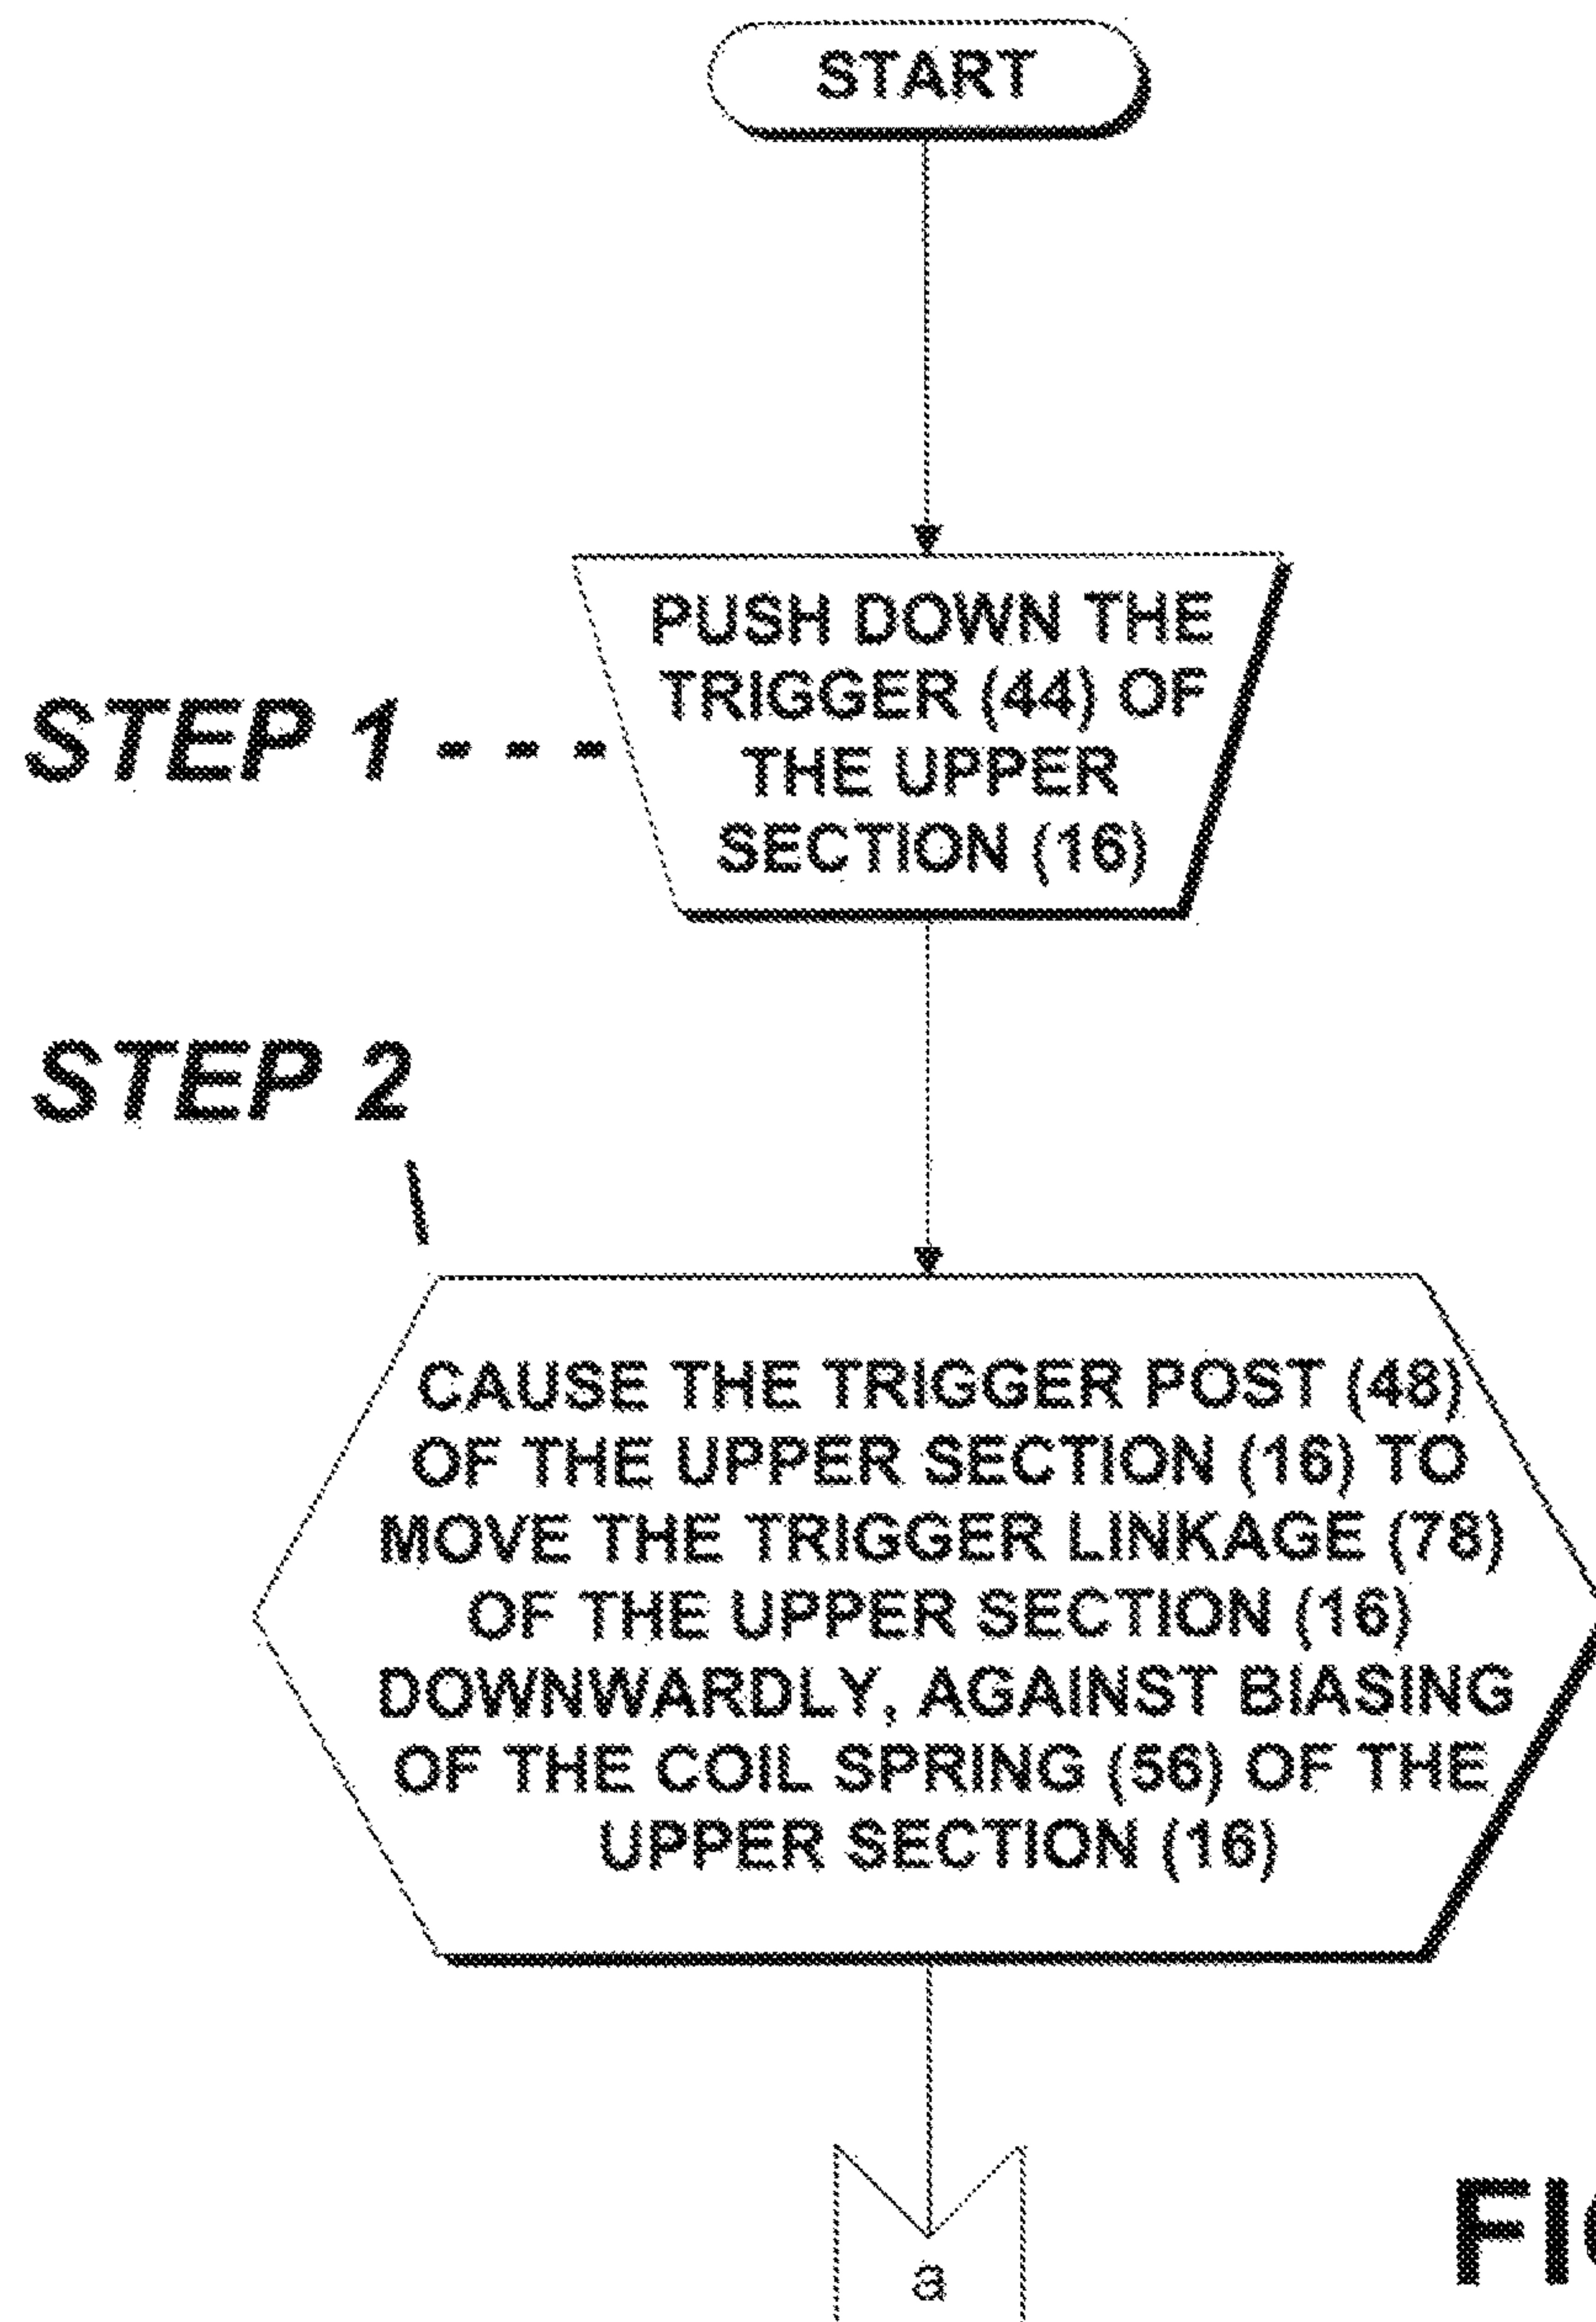 START
PUSH DOWN THE
TRIGGER (44) OF
THE UPPER
SECTION (16)
STEP 1 - - -
STEP 2
CAUSE THE TRIGGER POST (48)
OF THE UPPER SECTION (16) TO
MOVE THE TRIGGER LINKAGE (78)
OF THE UPPER SECTION (16)
DOWNWARDLY, AGAINST BIASING
OF THE COIL SPRING (56) OF THE
UPPER SECTION (16)
a